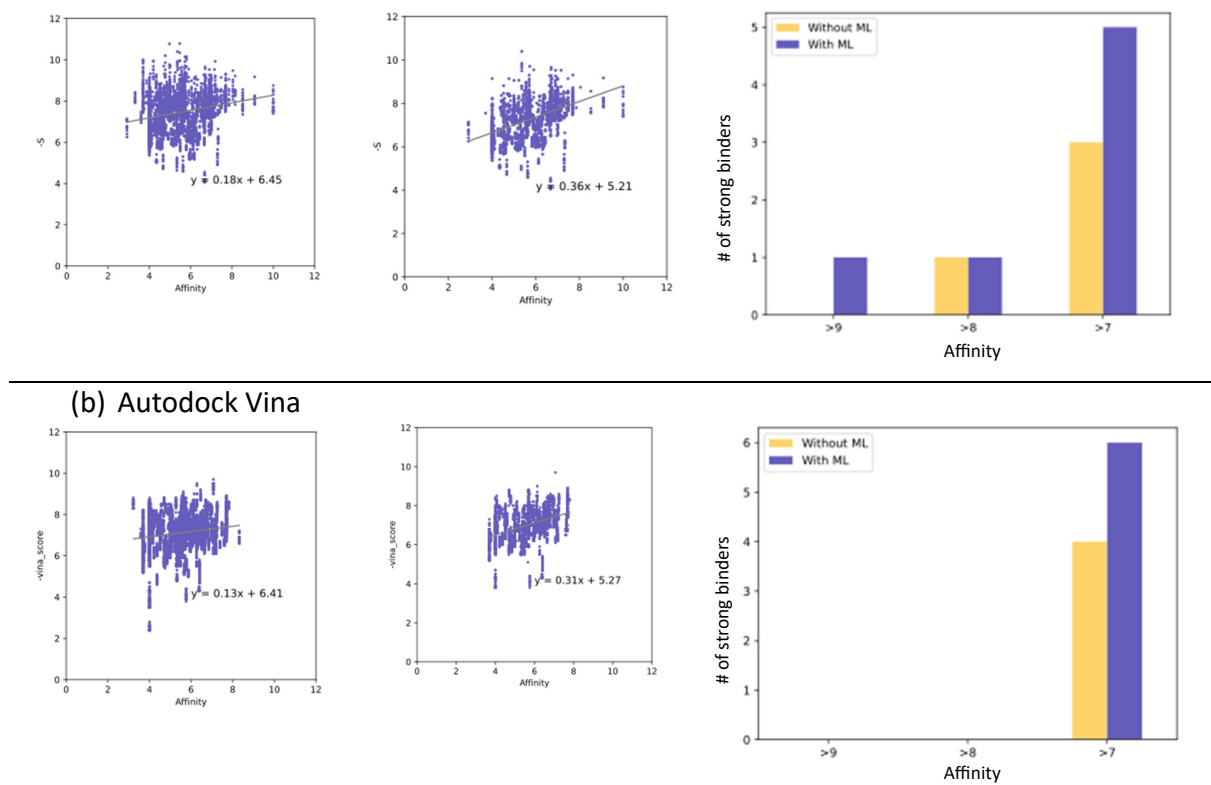 12
10
8
6
4
2
0
-S
y = 0.18x + 6.45
0 2 4 6 8 10 12
Affinity
12
10
8
6
4
2
0
-S
y = 0.36x + 5.21
0 2 4 6 8 10 12
Affinity
Without ML
With ML
5
4
3
2
1
0
# of strong binders
>9 >8 >7
Affinity
(b) Autodock Vina
12
10
8
6
4
2
0
-vina_score
y = 0.13x + 6.41
0 2 4 6 8 10 12
Affinity
12
10
8
6
4
2
0
-vina_score
y = 0.31x + 5.27
0 2 4 6 8 10 12
Affinity
Without ML
With ML
6
5
4
3
2
1
0
# of strong binders
>9 >8 >7
Affinity